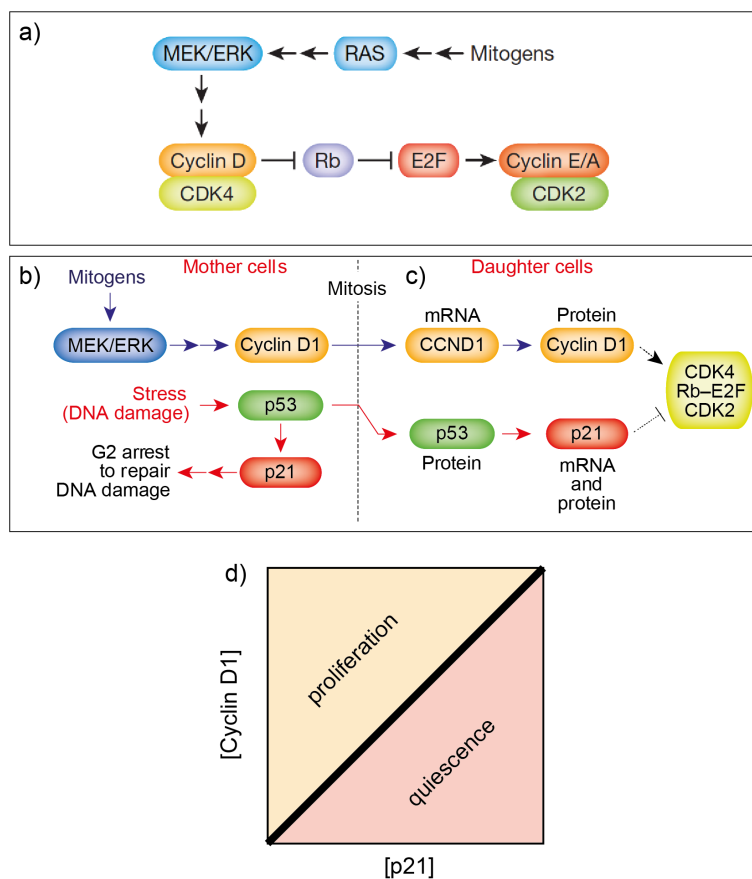 a)
MEK/ERK
RAS
Mitogens
Cyclin D
Rb
E2F
Cyclin E/A
CDK4
CDK2
b)
Mother cells
c)
Daughter cells
Mitogens
Mitosis
mRNA
Protein
MEK/ERK
Cyclin D1
CCND1
Cyclin D1
CDK4
Rb–E2F
CDK2
Stress
(DNA damage)
p53
p53
p21
Protein
mRNA
and
protein
G2 arrest
to repair
DNA damage
p21
d)
[Cyclin D1]
proliferation
quiescence
[p21]